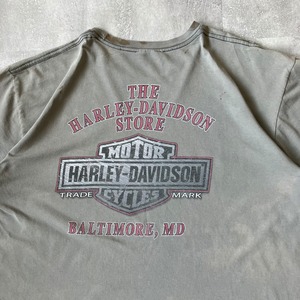 THE
HARLEY-DAVIDSON
STORE
MOTOR
HARLEY-DAVIDSON
TRADE MARK
CYCLES
BALTIMORE, MD